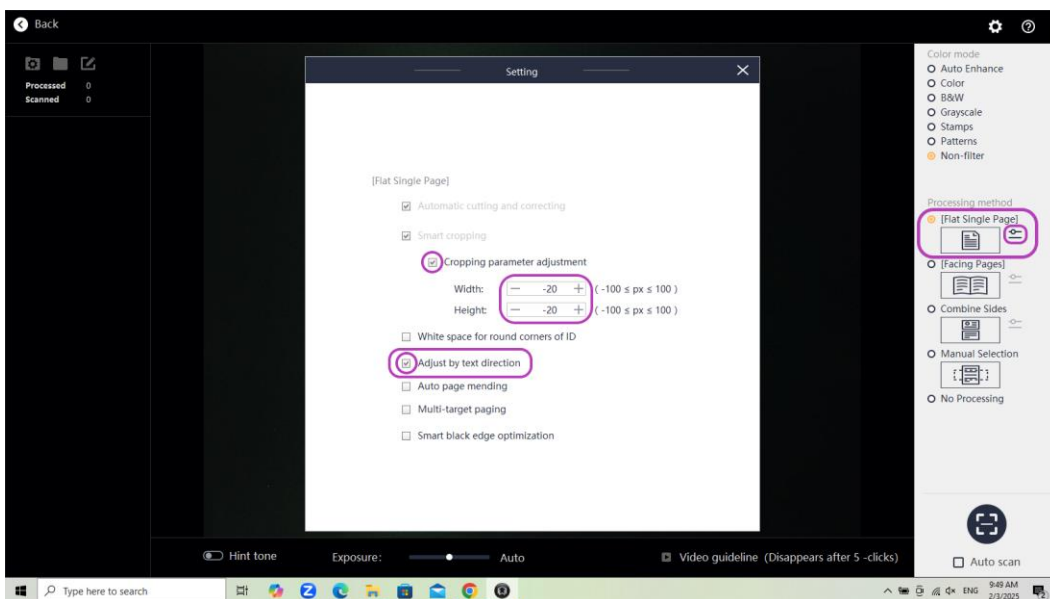 Back
Processed 0
Scanned 0
Setting
[Flat Single Page]
Automatic cutting and correcting
Smart cropping
Cropping parameter adjustment
Width: — -20 + ( -100 ≤ px ≤ 100 )
Height: — -20 + ( -100 ≤ px ≤ 100 )
White space for round corners of ID
Adjust by text direction
Auto page mending
Multi-target paging
Smart black edge optimization
Color mode
Auto Enhance
Color
B&W
Grayscale
Stamps
Patterns
Non-filter
Processing method
[Flat Single Page]
[Facing Pages]
Combine Sides
Manual Selection
No Processing
Auto scan
Hint tone
Exposure: Auto
Video guideline (Disappears after 5 -clicks)
Type here to search
ENG
9:49 AM
2/3/2025